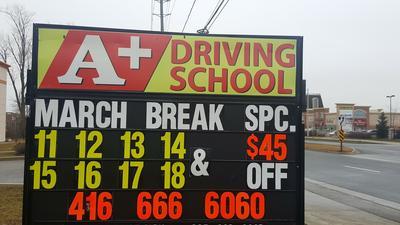 A+ DRIVING SCHOOL
MARCH BREAK SPC.
11 12 13 14 & $45
15 16 17 18 OFF
416 666 6060